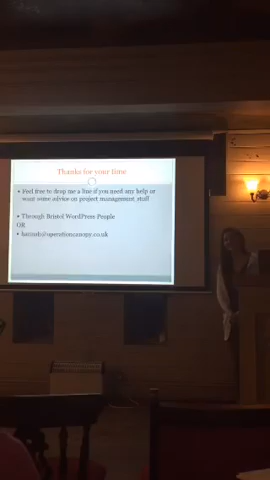 Thanks for your time
• Feel free to drop me a line if you need any help or
want some advice on project management stuff
• Through Bristol WordPress People
OR